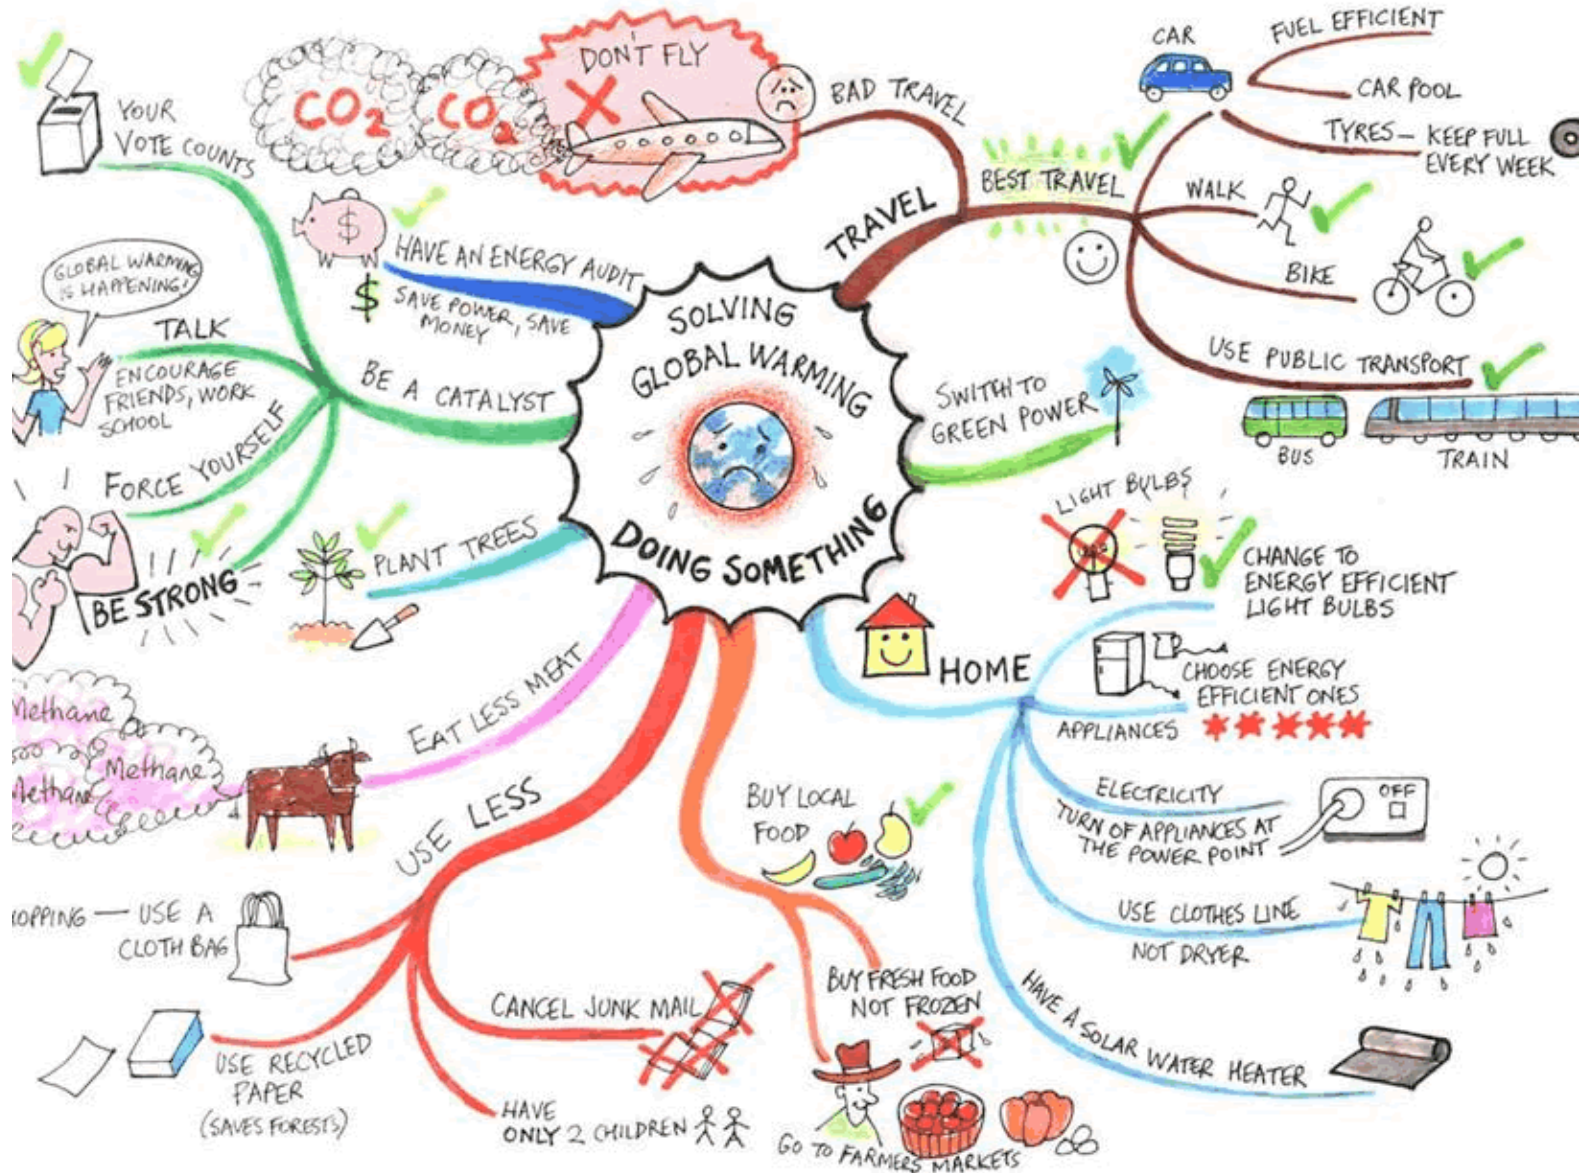 SOLVING
GLOBAL WARMING
DOING SOMETHING
TRAVEL
BAD TRAVEL
DON'T FLY
CO2
CO2
BEST TRAVEL
CAR
FUEL EFFICIENT
CAR POOL
TYRES — KEEP FULL
EVERY WEEK
WALK
BIKE
USE PUBLIC TRANSPORT
BUS
TRAIN
SWITCH TO
GREEN POWER
HOME
LIGHT BULBS
CHANGE TO
ENERGY EFFICIENT
LIGHT BULBS
CHOOSE ENERGY
EFFICIENT ONES
APPLIANCES
ELECTRICITY
TURN OF APPLIANCES AT
THE POWER POINT
OFF
USE CLOTHES LINE
NOT DRYER
HAVE A SOLAR WATER HEATER
BUY LOCAL
FOOD
BUY FRESH FOOD
NOT FROZEN
GO TO FARMERS MARKETS
USE LESS
OPPING — USE A
CLOTH BAG
USE RECYCLED
PAPER
(SAVES FORESTS)
CANCEL JUNK MAIL
HAVE
ONLY 2 CHILDREN
EAT LESS MEAT
Methane
Methane
Methane
PLANT TREES
BE A CATALYST
YOUR
VOTE COUNTS
TALK
GLOBAL WARMING
IS HAPPENING!
ENCOURAGE
FRIENDS, WORK
SCHOOL
FORCE YOURSELF
BE STRONG
HAVE AN ENERGY AUDIT
SAVE POWER, SAVE
MONEY
$
$